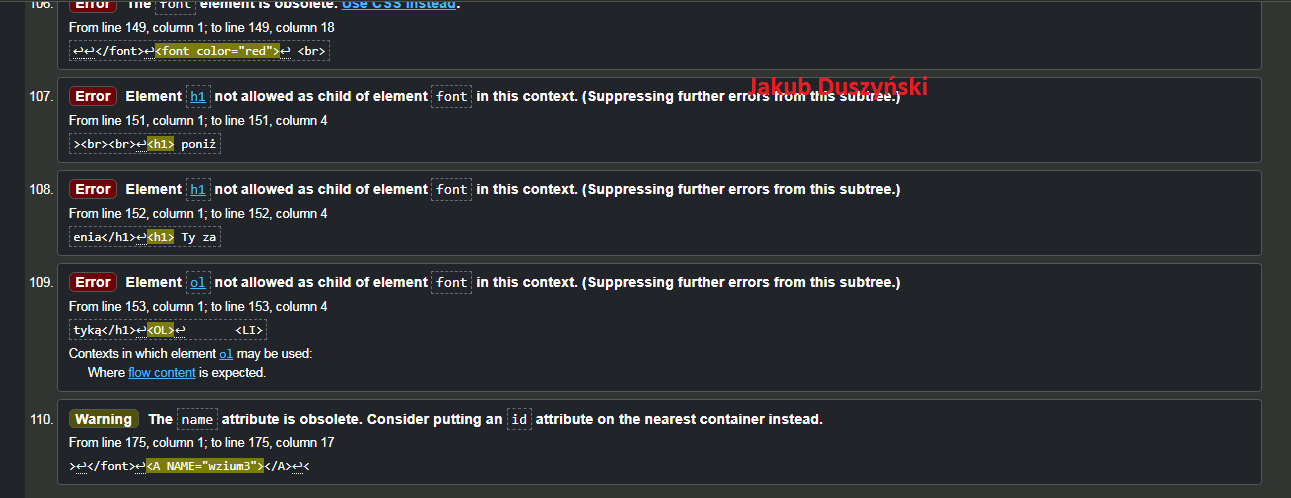 106. Error The font element is obsolete. Use CSS instead.
From line 149, column 1; to line 149, column 18
↩↩</font>↩<font color="red">↩ <br>
Jakub Duszyński
107. Error Element h1 not allowed as child of element font in this context. (Suppressing further errors from this subtree.)
From line 151, column 1; to line 151, column 4
><br><br>↩<h1> poniż
108. Error Element h1 not allowed as child of element font in this context. (Suppressing further errors from this subtree.)
From line 152, column 1; to line 152, column 4
enia</h1>↩<h1> Ty za
109. Error Element ol not allowed as child of element font in this context. (Suppressing further errors from this subtree.)
From line 153, column 1; to line 153, column 4
tyką</h1>↩<OL>↩ <LI>
Contexts in which element ol may be used:
Where flow content is expected.
110. Warning The name attribute is obsolete. Consider putting an id attribute on the nearest container instead.
From line 175, column 1; to line 175, column 17
>↩</font>↩<A NAME="wzium3"></A>↩<